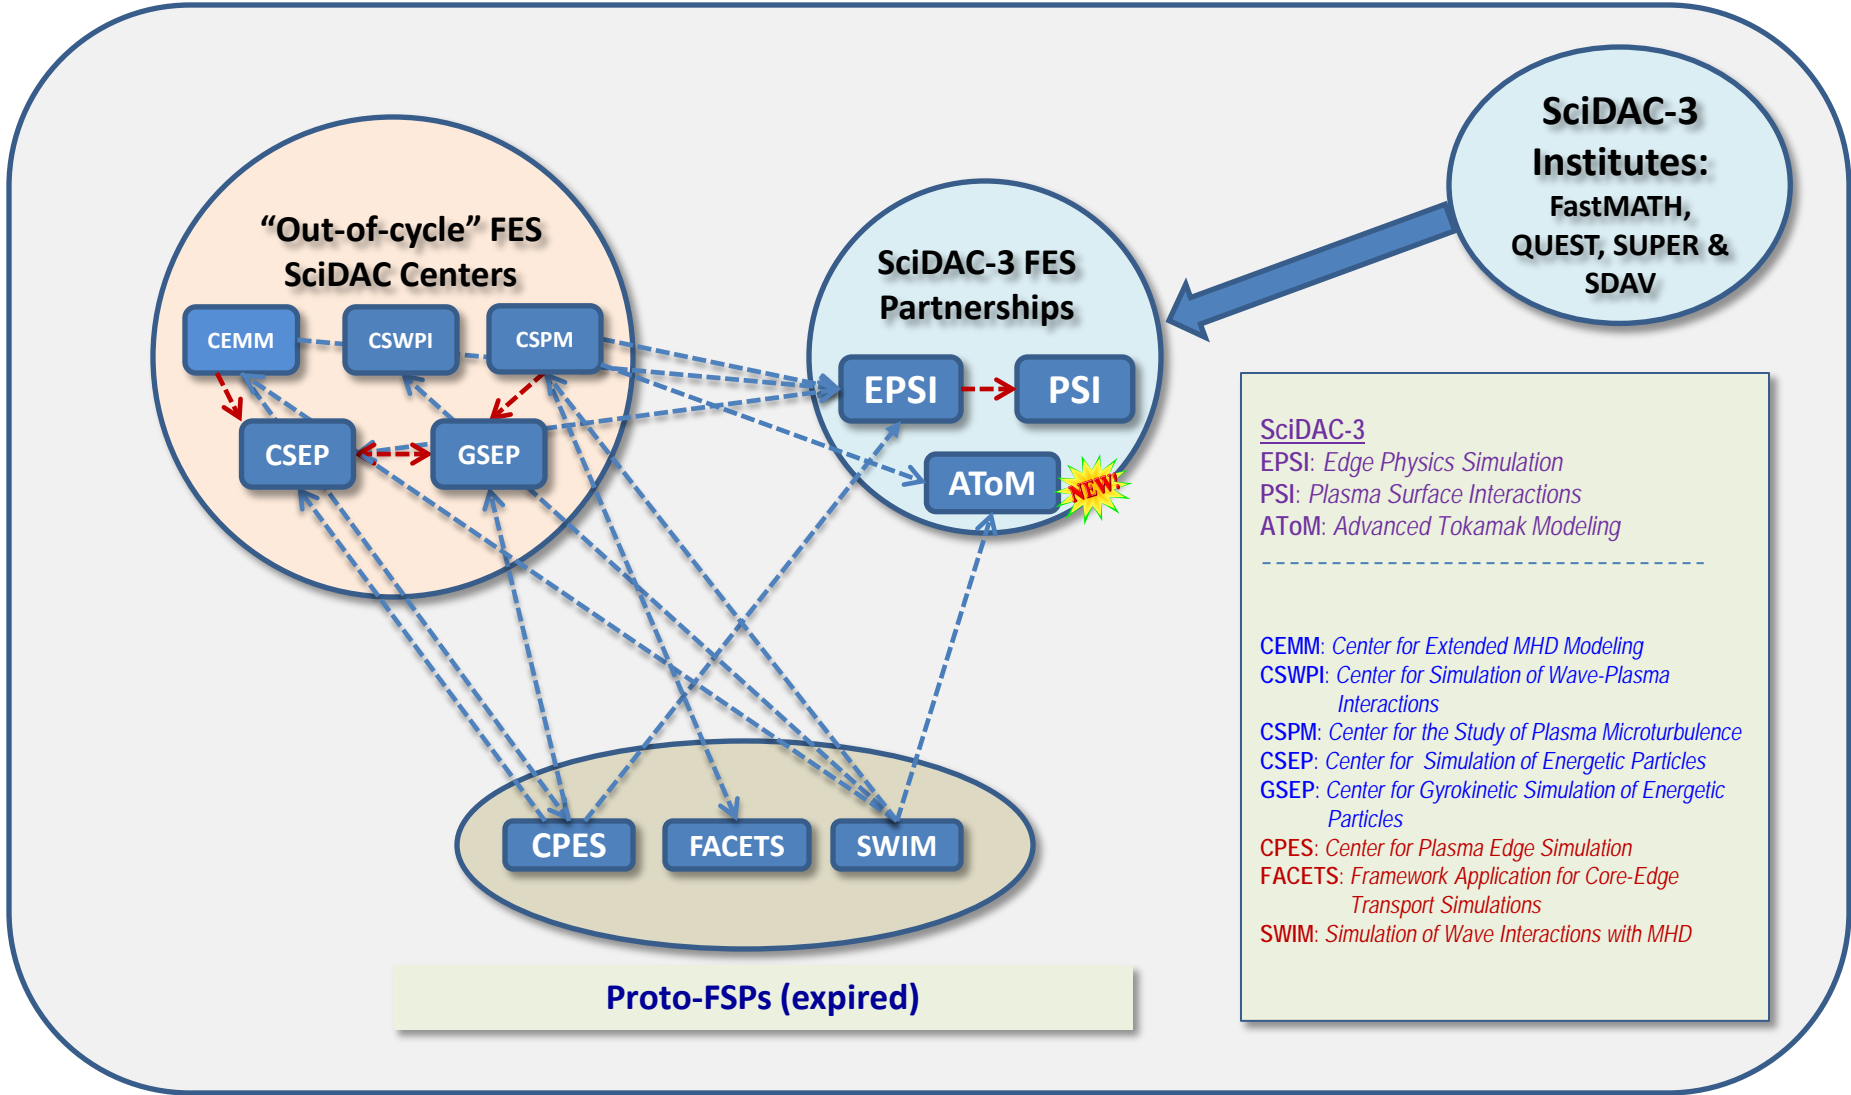 SciDAC-3
Institutes:
FastMATH,
QUEST, SUPER &
SDAV
“Out-of-cycle” FES
SciDAC Centers
CEMM
CSWPI
CSPM
CSEP
GSEP
SciDAC-3 FES
Partnerships
EPSI
PSI
AToM
NEW!
CPES
FACETS
SWIM
Proto-FSPs (expired)
SciDAC-3
EPSI: Edge Physics Simulation
PSI: Plasma Surface Interactions
AToM: Advanced Tokamak Modeling
CEMM: Center for Extended MHD Modeling
CSWPI: Center for Simulation of Wave-Plasma
Interactions
CSPM: Center for the Study of Plasma Microturbulence
CSEP: Center for Simulation of Energetic Particles
GSEP: Center for Gyrokinetic Simulation of Energetic
Particles
CPES: Center for Plasma Edge Simulation
FACETS: Framework Application for Core-Edge
Transport Simulations
SWIM: Simulation of Wave Interactions with MHD